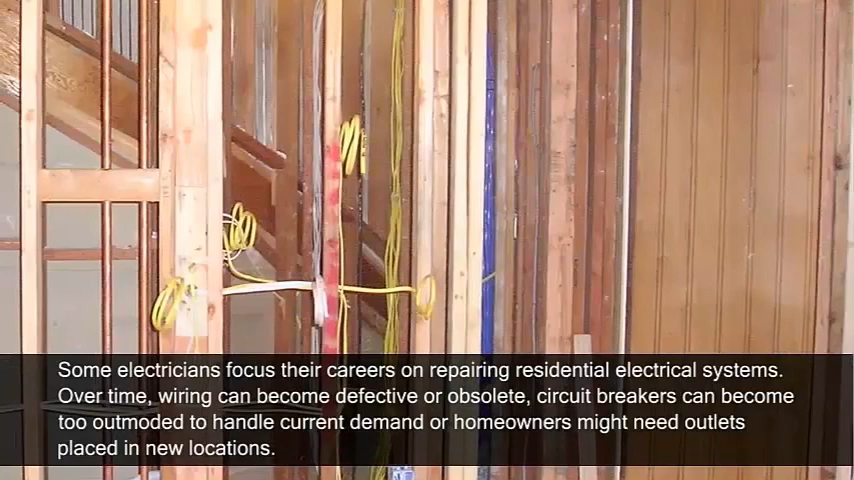 Some electricians focus their careers on repairing residential electrical systems.
Over time, wiring can become defective or obsolete, circuit breakers can become
too outmoded to handle current demand or homeowners might need outlets
placed in new locations.